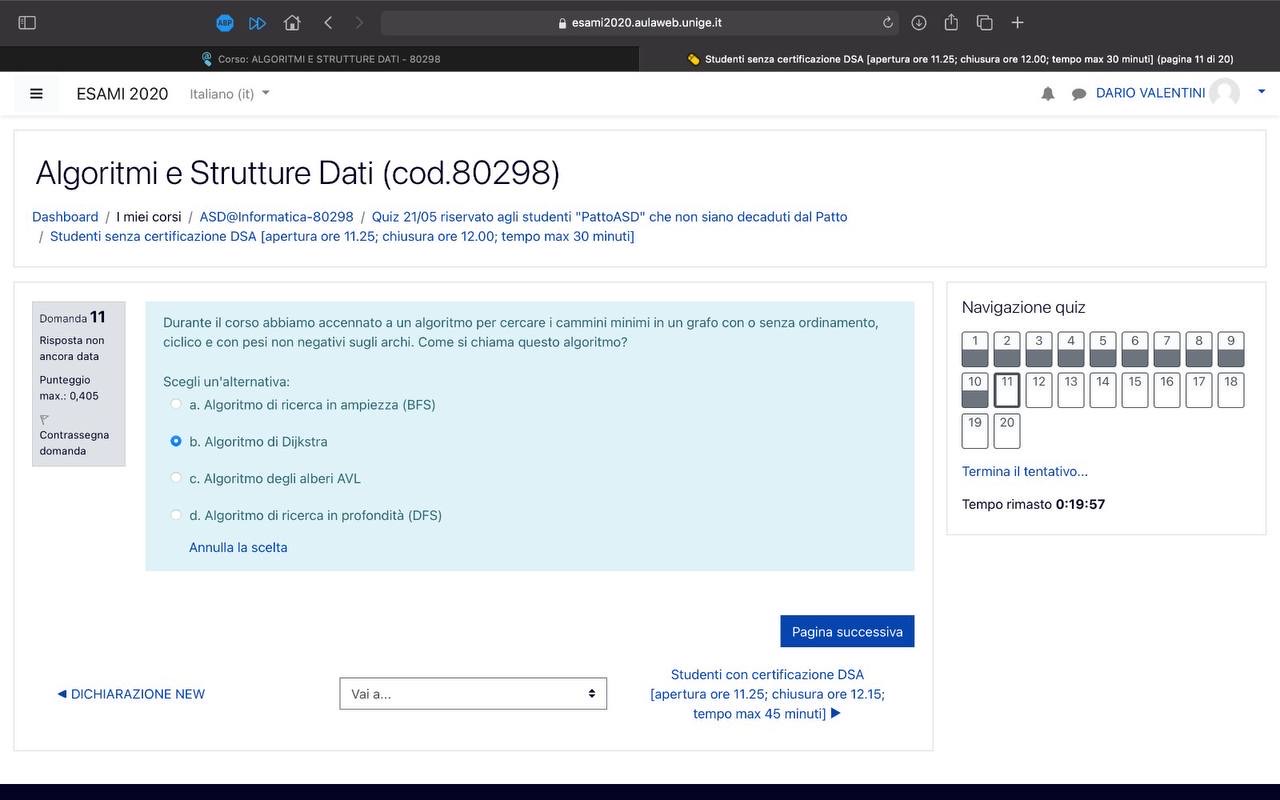 ABP
esami2020.aulaweb.unige.it
Corso: ALGORITMI E STRUTTURE DATI - 80298
Studenti senza certificazione DSA [apertura ore 11.25; chiusura ore 12.00; tempo max 30 minuti] (pagina 11 di 20)
ESAMI 2020
Italiano (it)
DARIO VALENTINI
Algoritmi e Strutture Dati (cod.80298)
Dashboard / I miei corsi / ASD@Informatica-80298 / Quiz 21/05 riservato agli studenti "PattoASD" che non siano decaduti dal Patto
/ Studenti senza certificazione DSA [apertura ore 11.25; chiusura ore 12.00; tempo max 30 minuti]
Domanda 11
Risposta non
ancora data
Punteggio
max.: 0,405
Contrassegna
domanda
Durante il corso abbiamo accennato a un algoritmo per cercare i cammini minimi in un grafo con o senza ordinamento,
ciclico e con pesi non negativi sugli archi. Come si chiama questo algoritmo?
Scegli un'alternativa:
a. Algoritmo di ricerca in ampiezza (BFS)
b. Algoritmo di Dijkstra
c. Algoritmo degli alberi AVL
d. Algoritmo di ricerca in profondità (DFS)
Annulla la scelta
Pagina successiva
◄ DICHIARAZIONE NEW
Vai a...
Studenti con certificazione DSA
[apertura ore 11.25; chiusura ore 12.15;
tempo max 45 minuti] ►
Navigazione quiz
1 2 3 4 5 6 7 8 9
10 11 12 13 14 15 16 17 18
19 20
Termina il tentativo...
Tempo rimasto 0:19:57